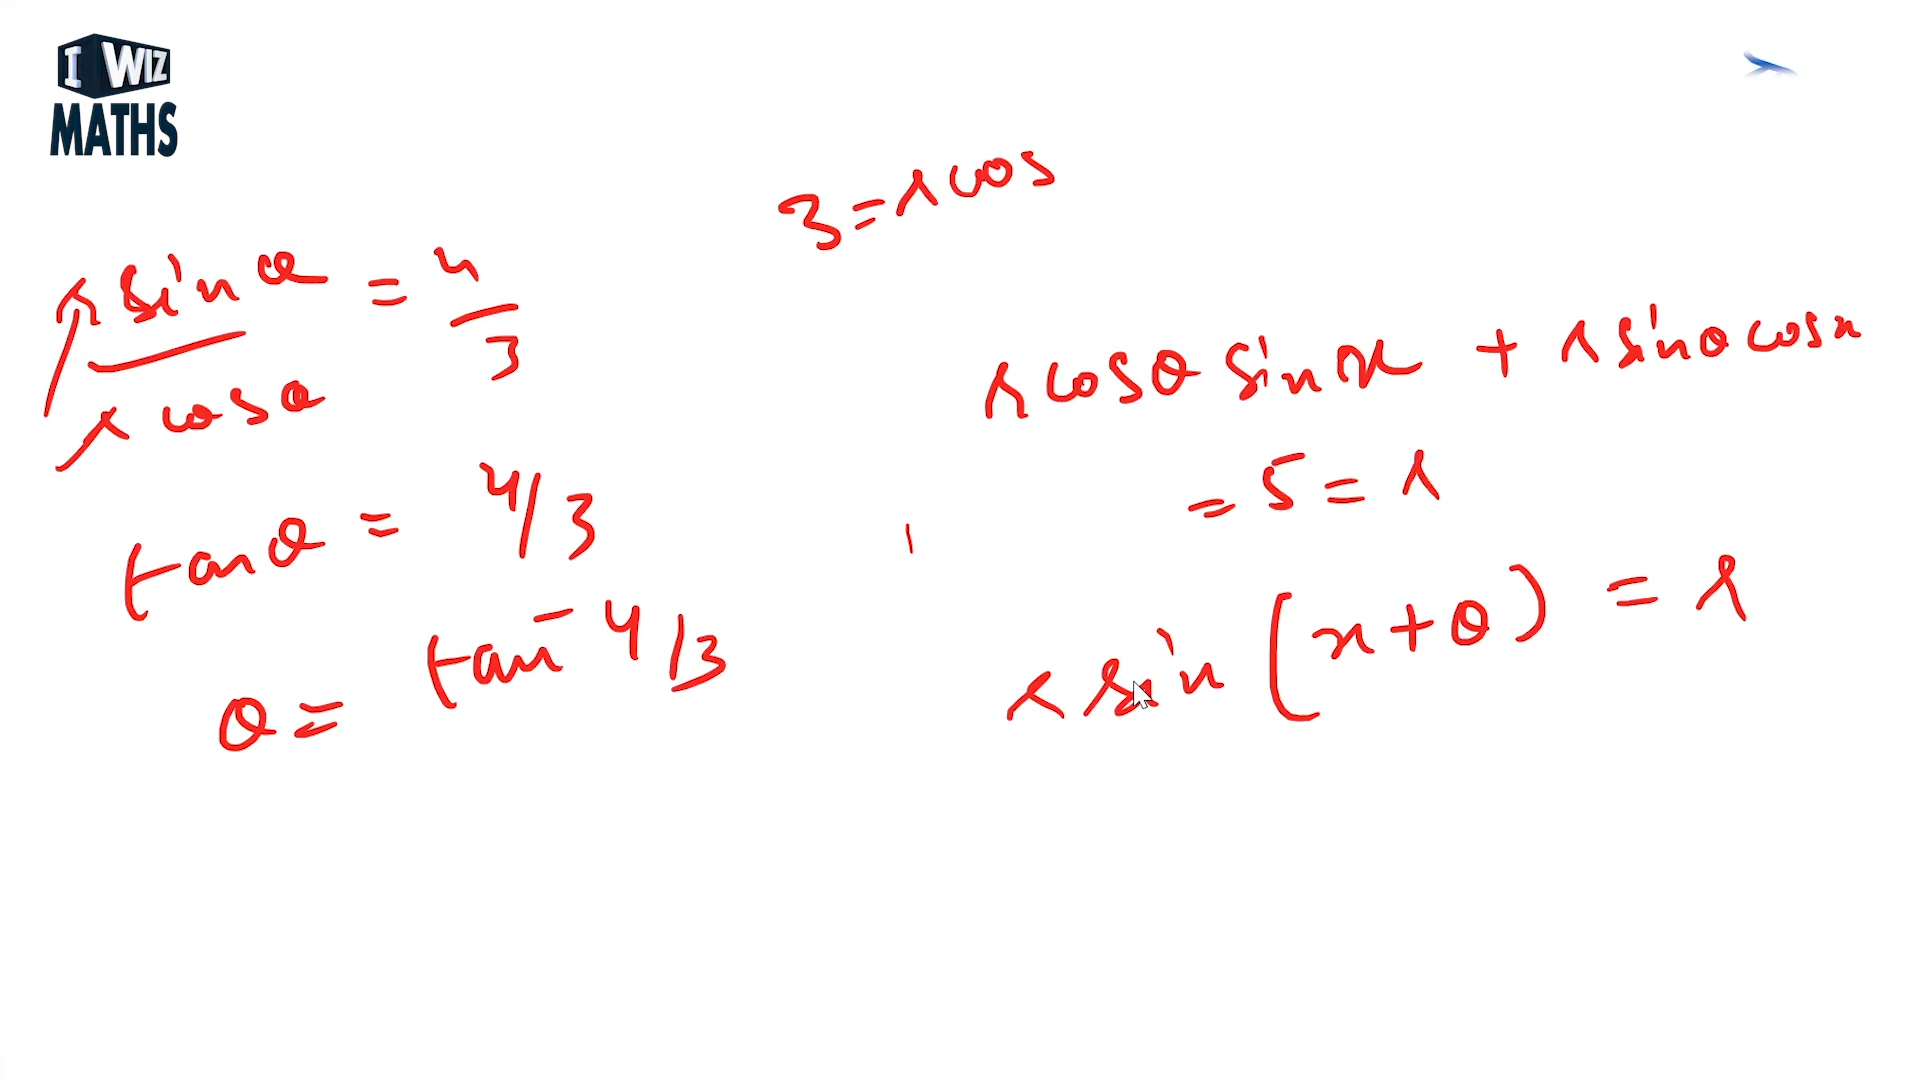 I WIZ
MATHS
3 = r cos
r sin θ / r cos θ = 4/3
r cos θ sin x + r sin θ cos x
= 5 = r
tan θ = 4/3
r sin (x + θ) = r
θ = tan⁻ 4/3